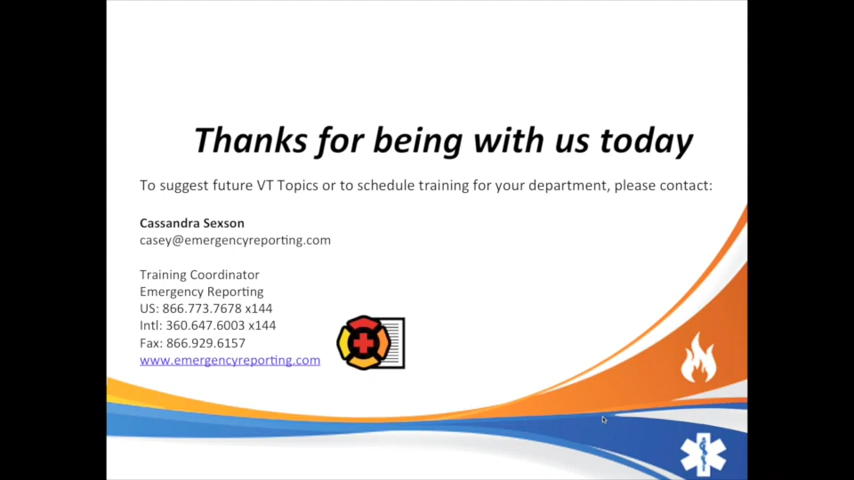 Thanks for being with us today
To suggest future VT Topics or to schedule training for your department, please contact:
Cassandra Sexson
casey@emergencyreporting.com
Training Coordinator
Emergency Reporting
US: 866.773.7678 x144
Intl: 360.647.6003 x144
Fax: 866.929.6157
www.emergencyreporting.com